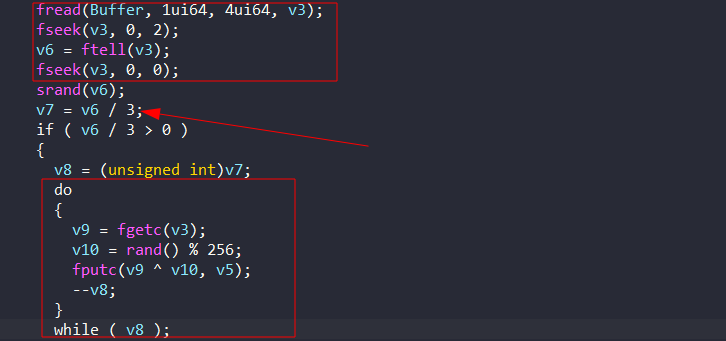 fread(Buffer, 1ui64, 4ui64, v3);
fseek(v3, 0, 2);
v6 = ftell(v3);
fseek(v3, 0, 0);
srand(v6);
v7 = v6 / 3;
if ( v6 / 3 > 0 )
{
v8 = (unsigned int)v7;
do
{
v9 = fgetc(v3);
v10 = rand() % 256;
fputc(v9 ^ v10, v5);
--v8;
}
while ( v8 );